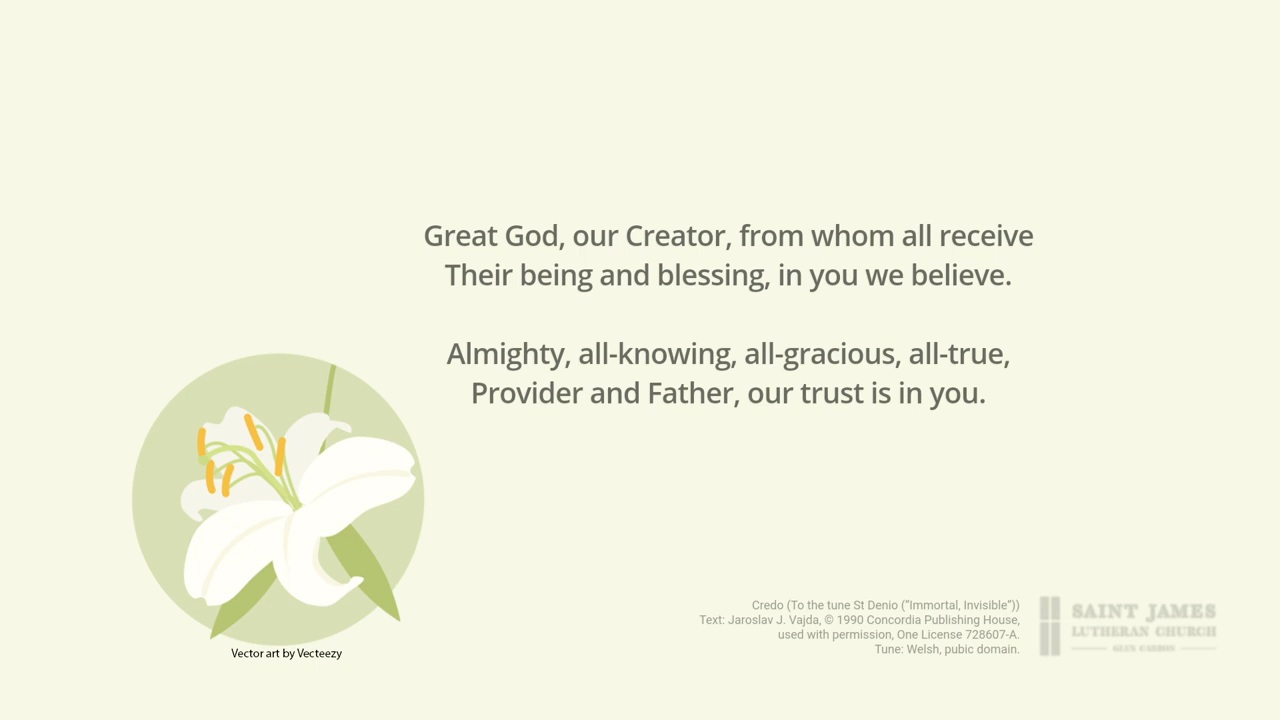 Great God, our Creator, from whom all receive
Their being and blessing, in you we believe.
Almighty, all-knowing, all-gracious, all-true,
Provider and Father, our trust is in you.
Credo (To the tune St Denio (“Immortal, Invisible”))
Text: Jaroslav J. Vajda, © 1990 Concordia Publishing House,
used with permission, One License 728607-A.
Tune: Welsh, pubic domain.
SAINT JAMES
LUTHERAN CHURCH
GLEN CARBON
Vector art by Vecteezy